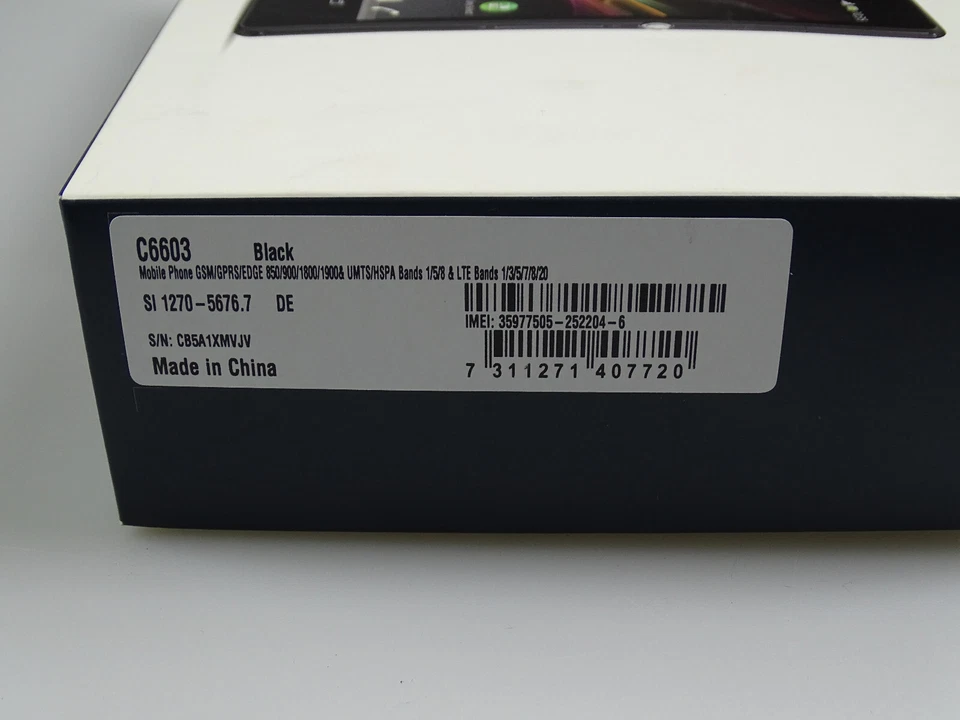 C6603 Black
Mobile Phone GSM/GPRS/EDGE 850/900/1800/1900& UMTS/HSPA Bands 1/5/8 & LTE Bands 1/3/5/7/8/20
SI 1270-5676.7 DE
IMEI: 35977505-252204-6
S/N: CB5A1XMVJV
Made in China
7 311271 407720